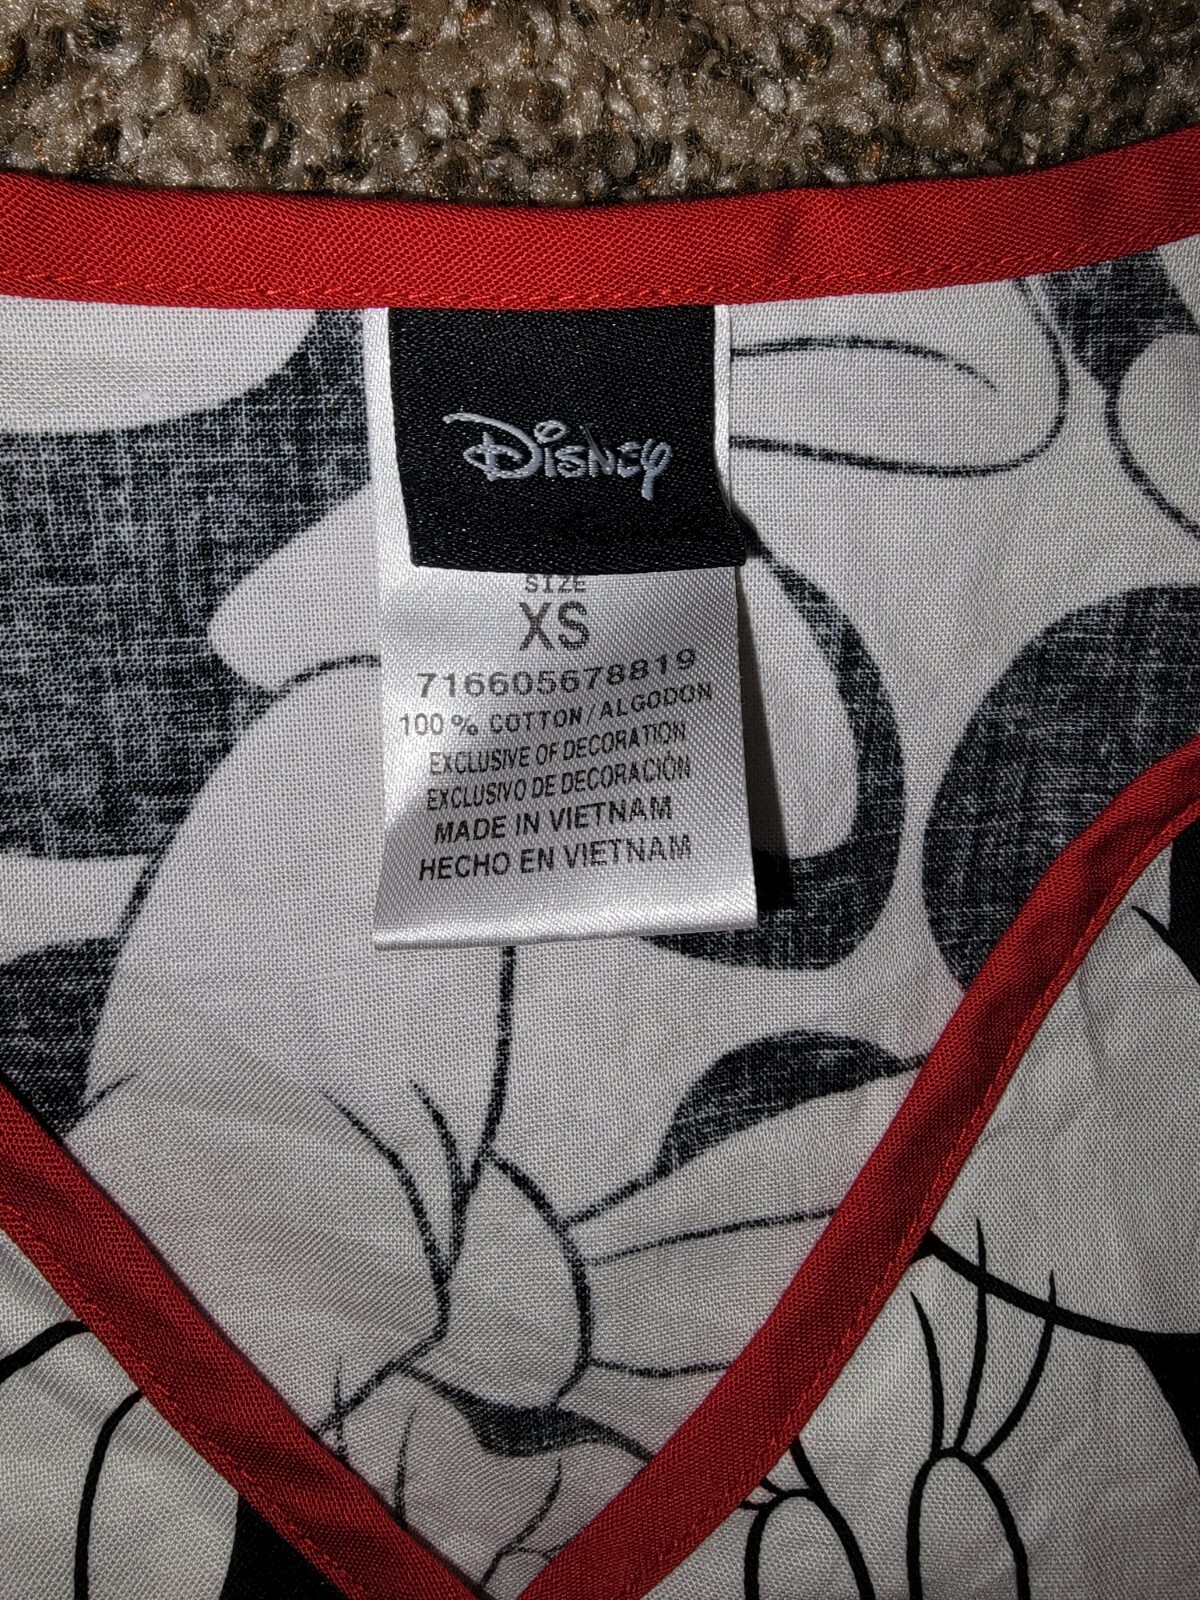 Disney
SIZE
XS
716605678819
100% COTTON/ALGODON
EXCLUSIVE OF DECORATION
EXCLUSIVO DE DECORACIÓN
MADE IN VIETNAM
HECHO EN VIETNAM